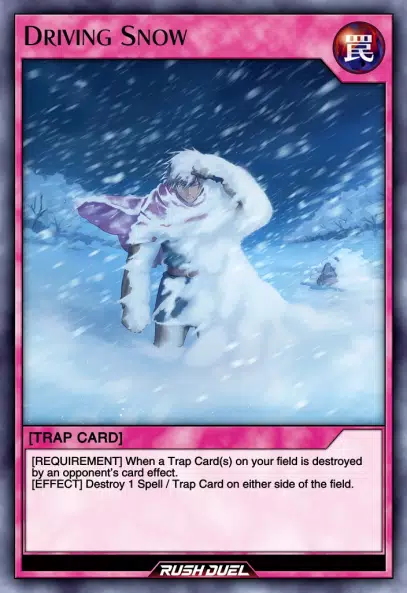 Driving Snow
罠
[TRAP CARD]
[REQUIREMENT] When a Trap Card(s) on your field is destroyed
by an opponent's card effect.
[EFFECT] Destroy 1 Spell / Trap Card on either side of the field.
RUSH DUEL